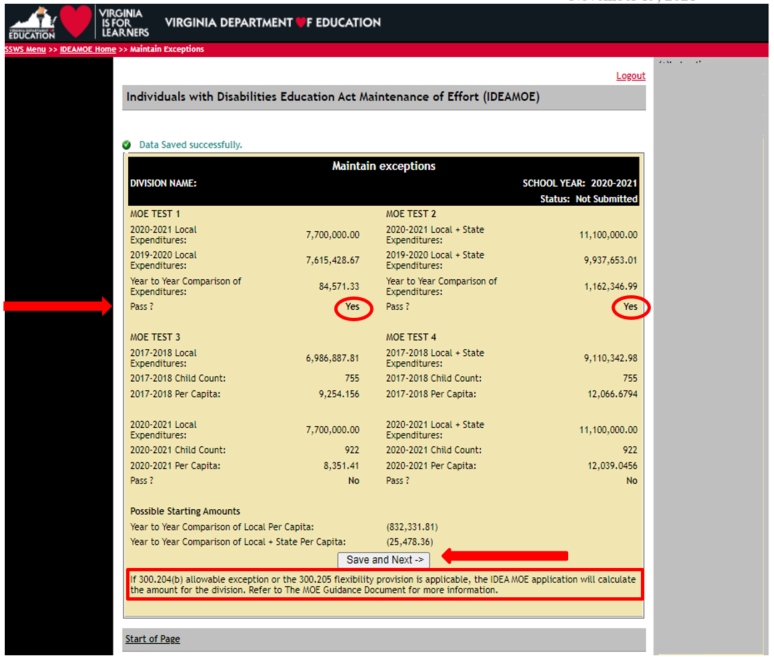 VIRGINIA
IS FOR
LEARNERS
VIRGINIA DEPARTMENT F EDUCATION
EDUCATION
SSWS Menu >> IDEAMOE Home >> Maintain Exceptions
Logout
Individuals with Disabilities Education Act Maintenance of Effort (IDEAMOE)
Data Saved successfully.
Maintain exceptions
DIVISION NAME: SCHOOL YEAR: 2020-2021
Status: Not Submitted
MOE TEST 1 MOE TEST 2
2020-2021 Local Expenditures: 7,700,000.00 2020-2021 Local + State Expenditures: 11,100,000.00
2019-2020 Local Expenditures: 7,615,428.67 2019-2020 Local + State Expenditures: 9,937,653.01
Year to Year Comparison of Expenditures: 84,571.33 Year to Year Comparison of Expenditures: 1,162,346.99
Pass ? Yes Pass ? Yes
MOE TEST 3 MOE TEST 4
2017-2018 Local Expenditures: 6,986,887.81 2017-2018 Local + State Expenditures: 9,110,342.98
2017-2018 Child Count: 755 2017-2018 Child Count: 755
2017-2018 Per Capita: 9,254.156 2017-2018 Per Capita: 12,066.6794
2020-2021 Local Expenditures: 7,700,000.00 2020-2021 Local + State Expenditures: 11,100,000.00
2020-2021 Child Count: 922 2020-2021 Child Count: 922
2020-2021 Per Capita: 8,351.41 2020-2021 Per Capita: 12,039.0456
Pass ? No Pass ? No
Possible Starting Amounts
Year to Year Comparison of Local Per Capita: (832,331.81)
Year to Year Comparison of Local + State Per Capita: (25,478.36)
Save and Next ->
If 300.204(b) allowable exception or the 300.205 flexibility provision is applicable, the IDEA MOE application will calculate
the amount for the division. Refer to The MOE Guidance Document for more information.
Start of Page